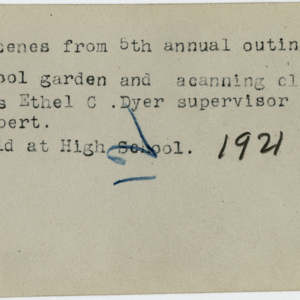 cenes from 5th annual outin
ool garden and acanning cl
s Ethel C .Dyer supervisor
bert.
ld at High School. 1921